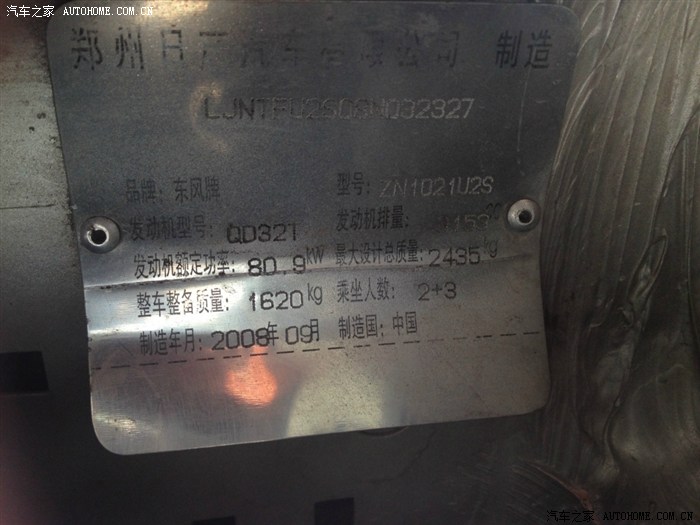 汽车之家 AUTOHOME.COM.CN
郑州日产汽车有限公司 制造
品牌: 东风牌 型号: ZN1021U2S
发动机型号: QD32T 发动机排量:
发动机额定功率: 80.9kW 最大设计总质量: 2435kg
整车整备质量: 1620kg 乘坐人数: 2+3
制造年月: 2008年09月 制造国: 中国
汽车之家 AUTOHOME.COM.CN